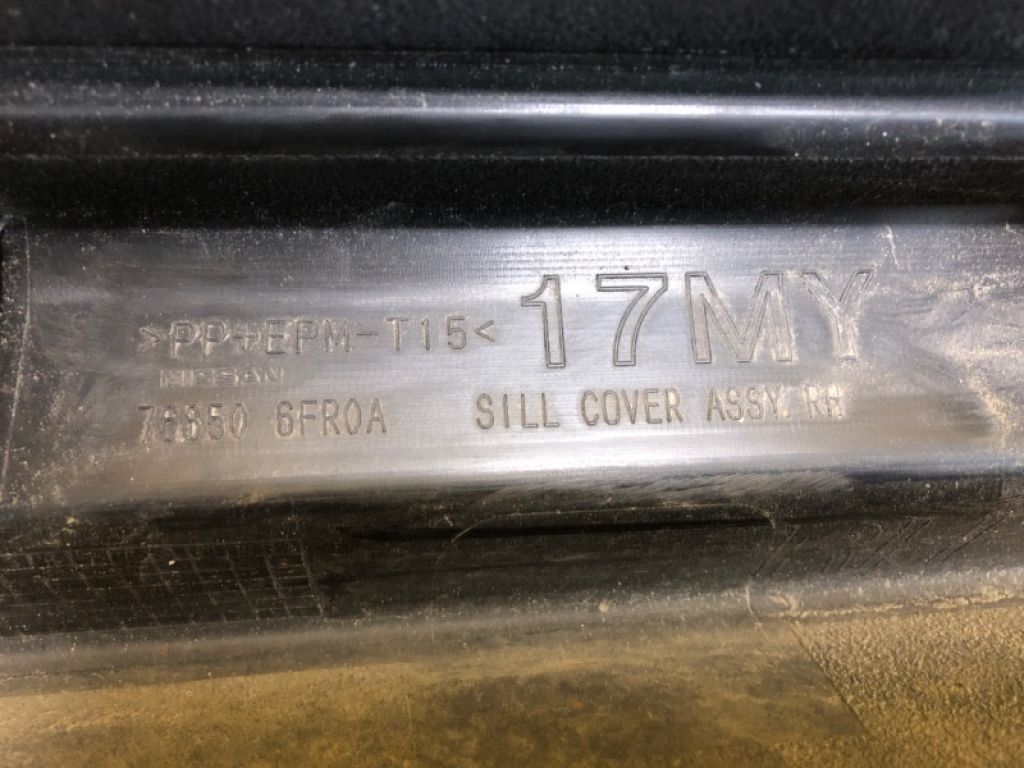 >PP+EPM-T15<
17MY
NISSAN
76850 6FR0A
SILL COVER ASSY. RH